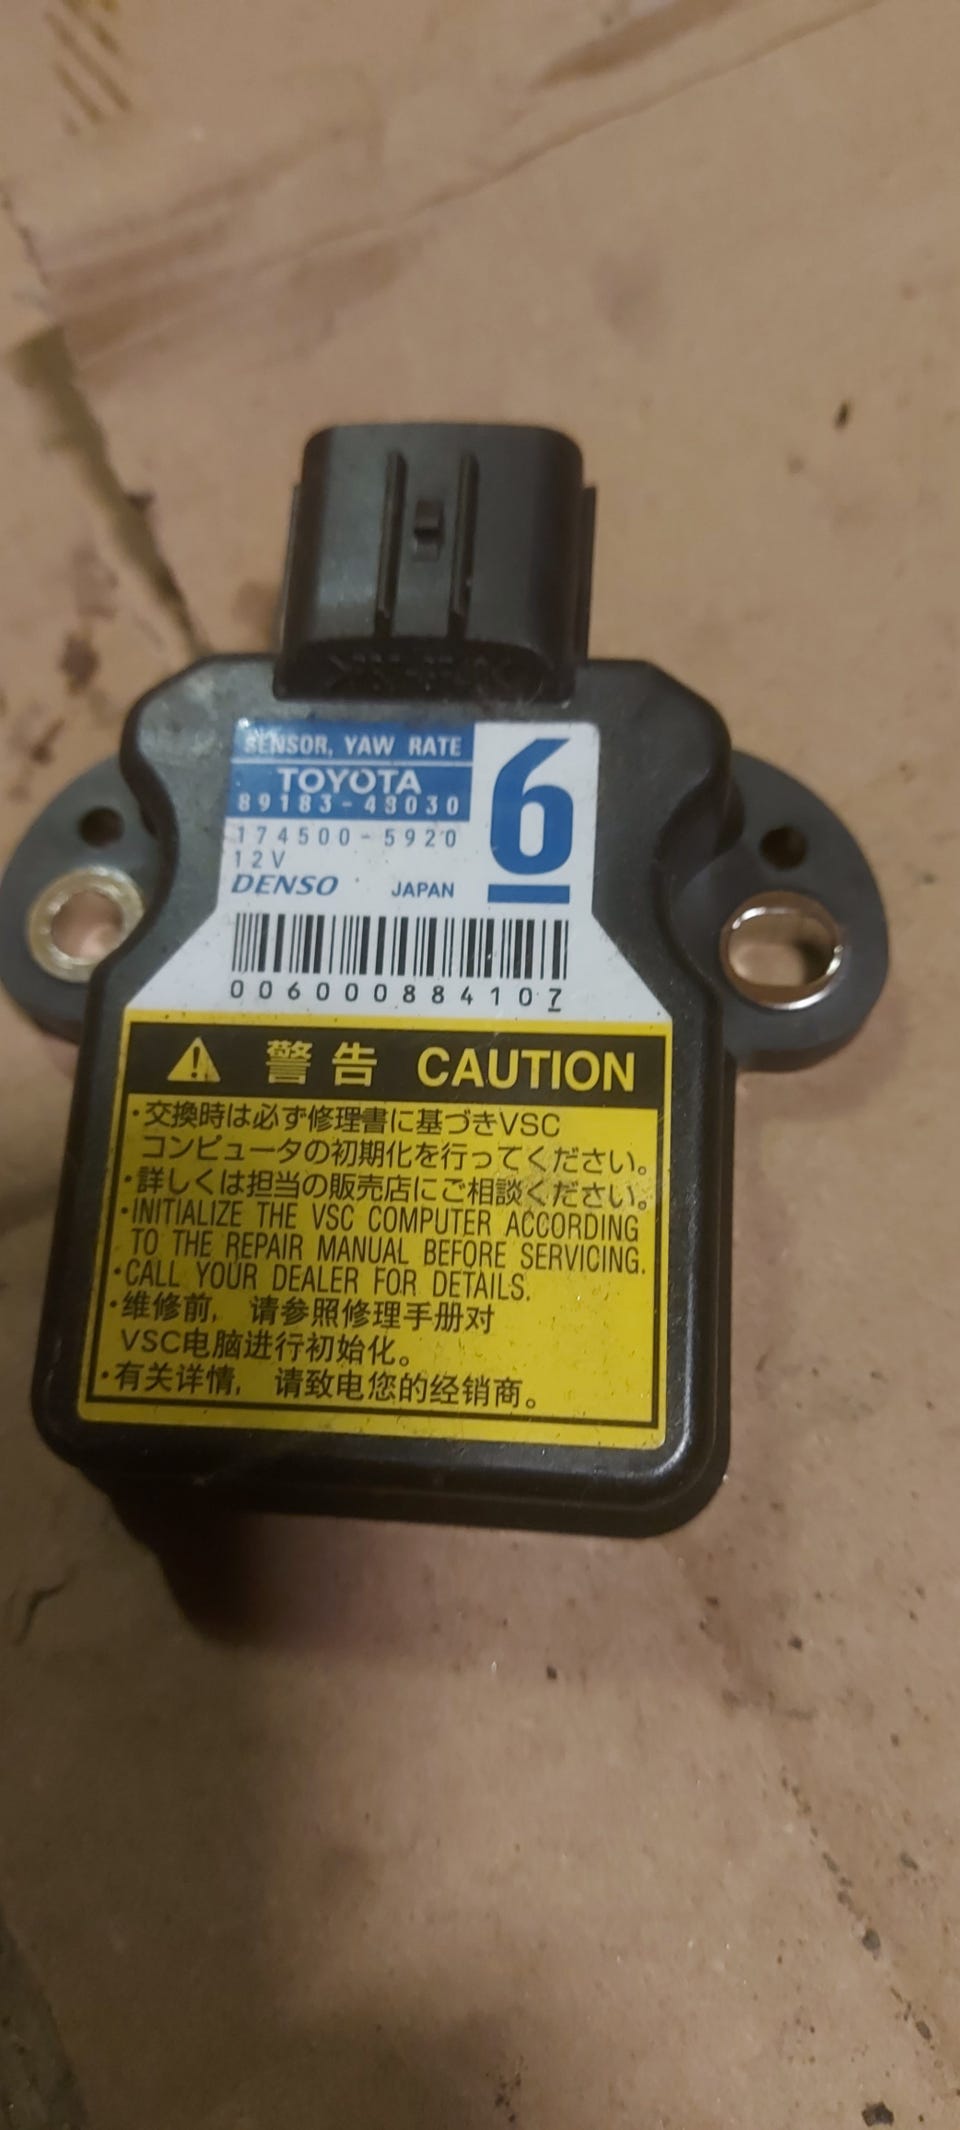 SENSOR, YAW RATE
TOYOTA
89183-48030
174500-5920
12V
DENSO JAPAN
6
006000884107
警告 CAUTION
・交換時は必ず修理書に基づきVSC
コンピュータの初期化を行ってください。
・詳しくは担当の販売店にご相談ください。
・INITIALIZE THE VSC COMPUTER ACCORDING
TO THE REPAIR MANUAL BEFORE SERVICING.
・CALL YOUR DEALER FOR DETAILS.
・维修前, 请参照修理手册对
VSC电脑进行初始化。
・有关详情, 请致电您的经销商。